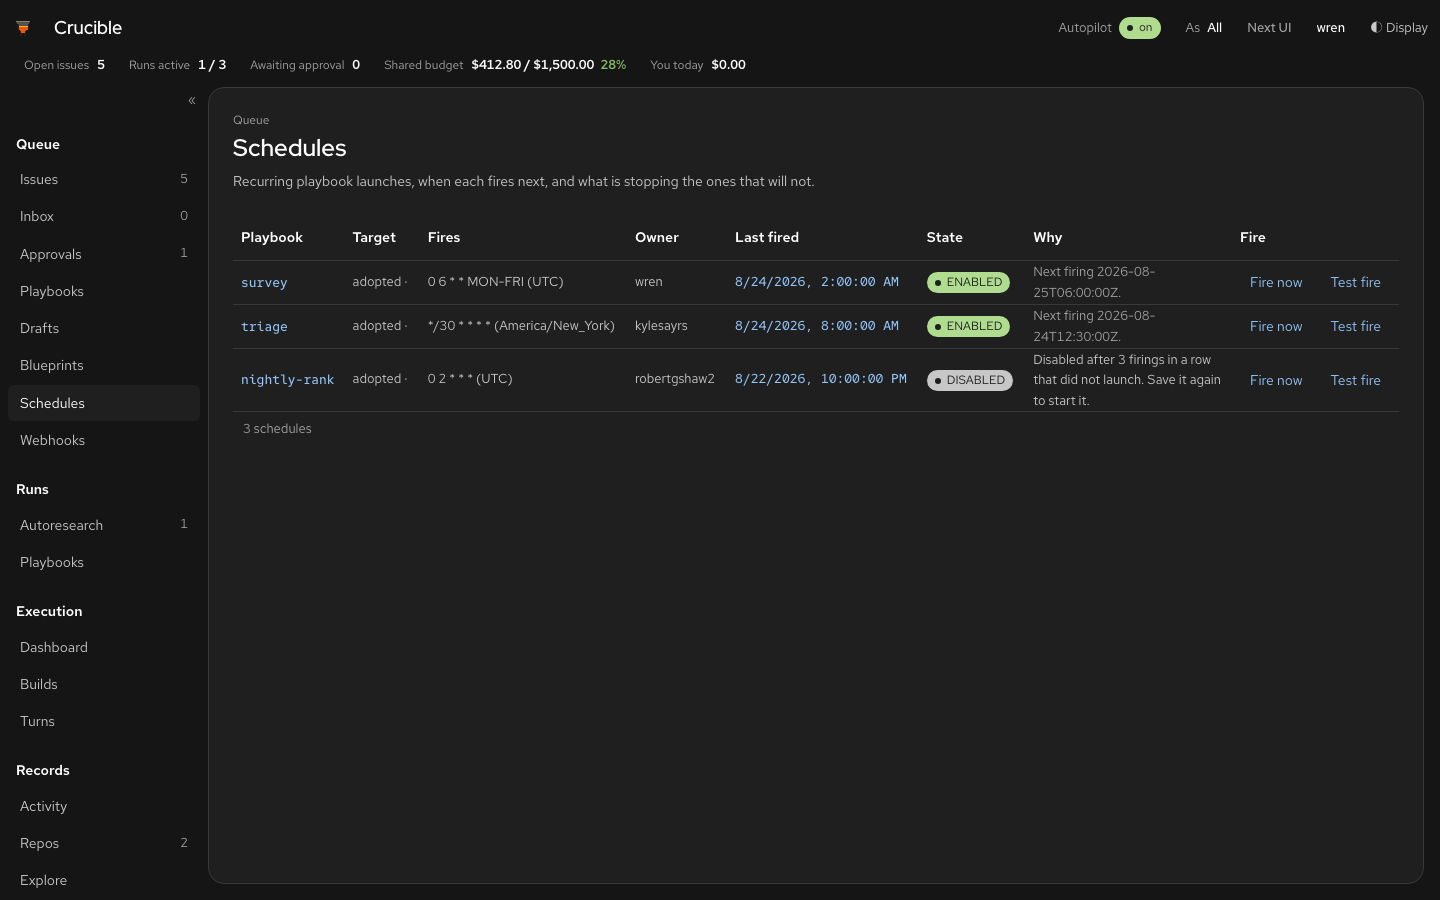 Crucible
Autopilot on As All Next UI wren Display
Open issues 5 Runs active 1 / 3 Awaiting approval 0 Shared budget $412.80 / $1,500.00 28% You today $0.00
«
Queue
Issues 5
Inbox 0
Approvals 1
Playbooks
Drafts
Blueprints
Schedules
Webhooks
Runs
Autoresearch 1
Playbooks
Execution
Dashboard
Builds
Turns
Records
Activity
Repos 2
Explore
Queue
Schedules
Recurring playbook launches, when each fires next, and what is stopping the ones that will not.
Playbook Target Fires Owner Last fired State Why Fire
survey adopted · 0 6 * * MON-FRI (UTC) wren 8/24/2026, 2:00:00 AM ENABLED Next firing 2026-08-
25T06:00:00Z. Fire now Test fire
triage adopted · */30 * * * * (America/New_York) kylesayrs 8/24/2026, 8:00:00 AM ENABLED Next firing 2026-08-
24T12:30:00Z. Fire now Test fire
nightly-rank adopted · 0 2 * * * (UTC) robertgshaw2 8/22/2026, 10:00:00 PM DISABLED Disabled after 3 firings in a row
that did not launch. Save it again
to start it. Fire now Test fire
3 schedules